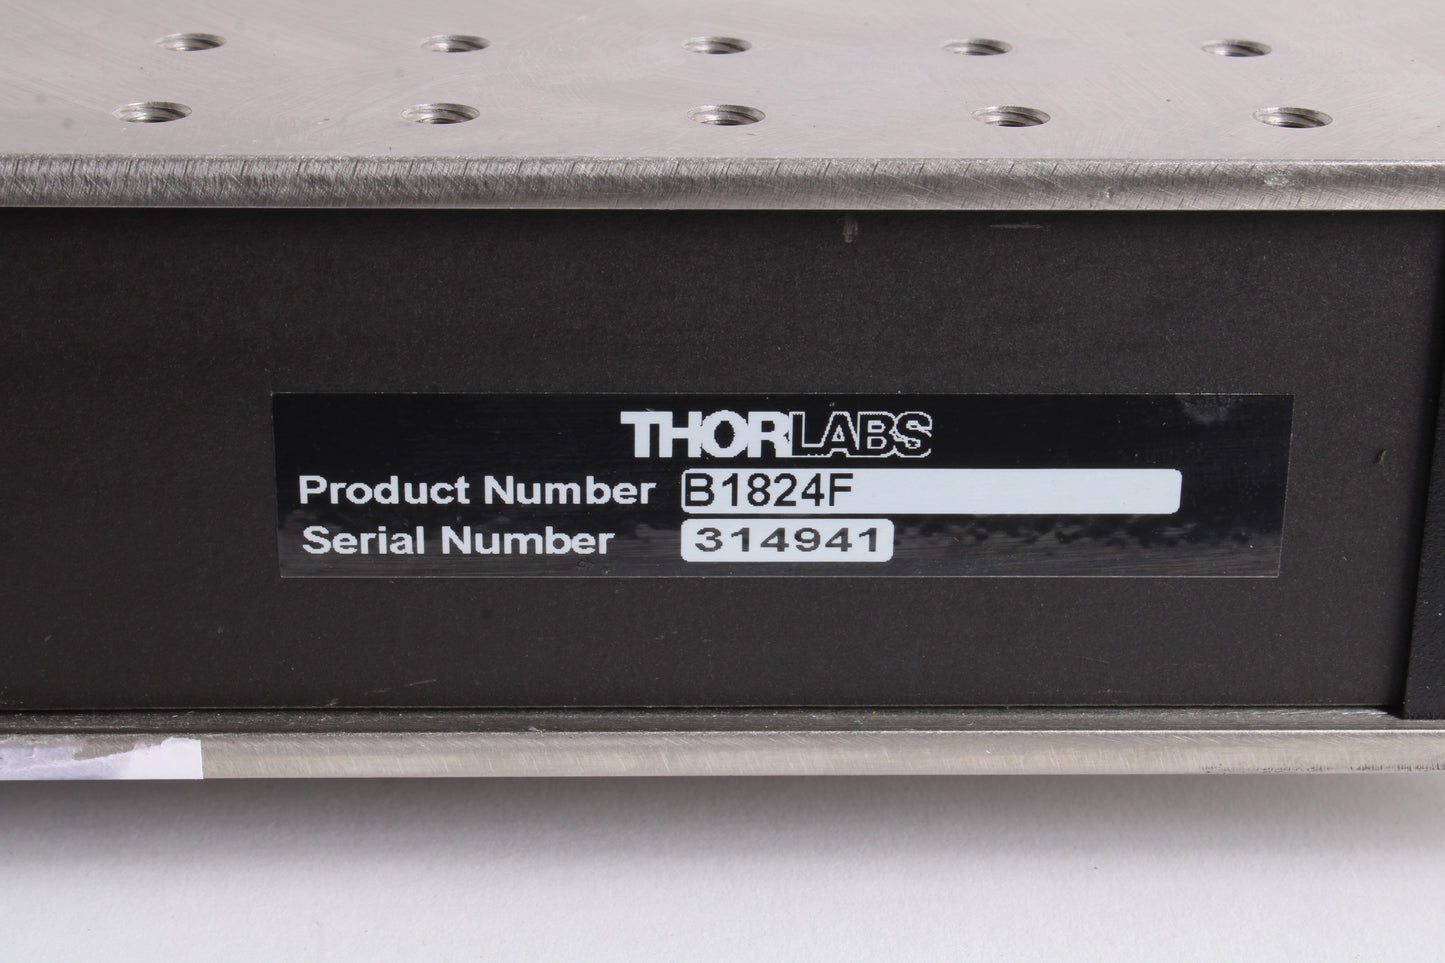 THORLABS
Product Number B1824F
Serial Number 314941